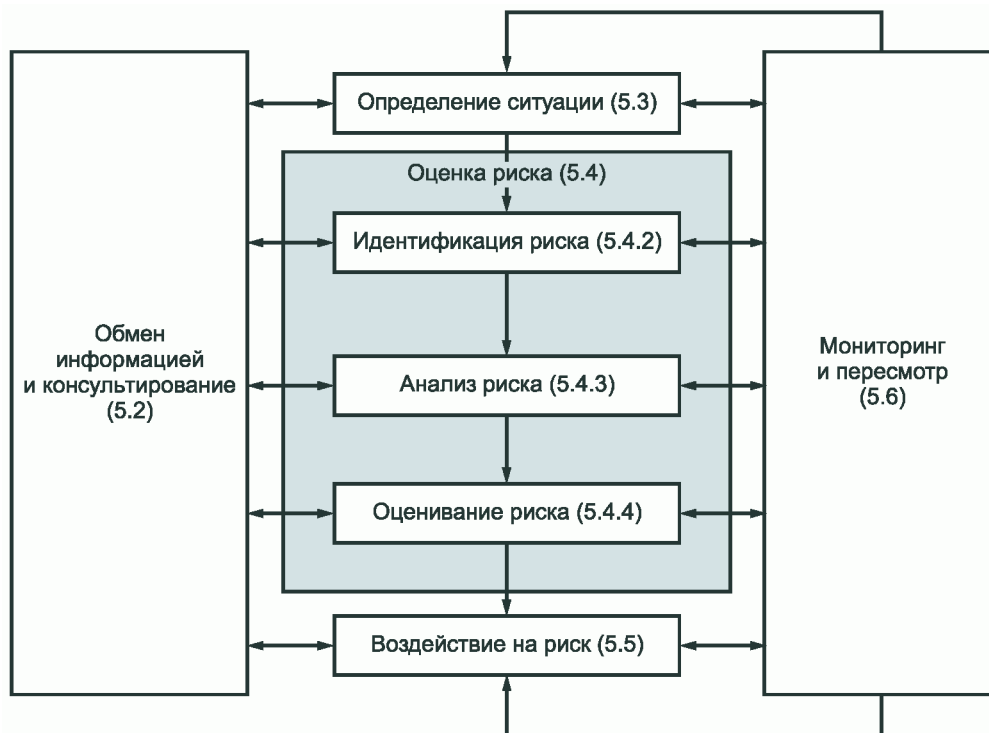 Определение ситуации (5.3)
Оценка риска (5.4)
Идентификация риска (5.4.2)
Обмен
информацией
и консультирование
(5.2)
Анализ риска (5.4.3)
Мониторинг
и пересмотр
(5.6)
Оценивание риска (5.4.4)
Воздействие на риск (5.5)